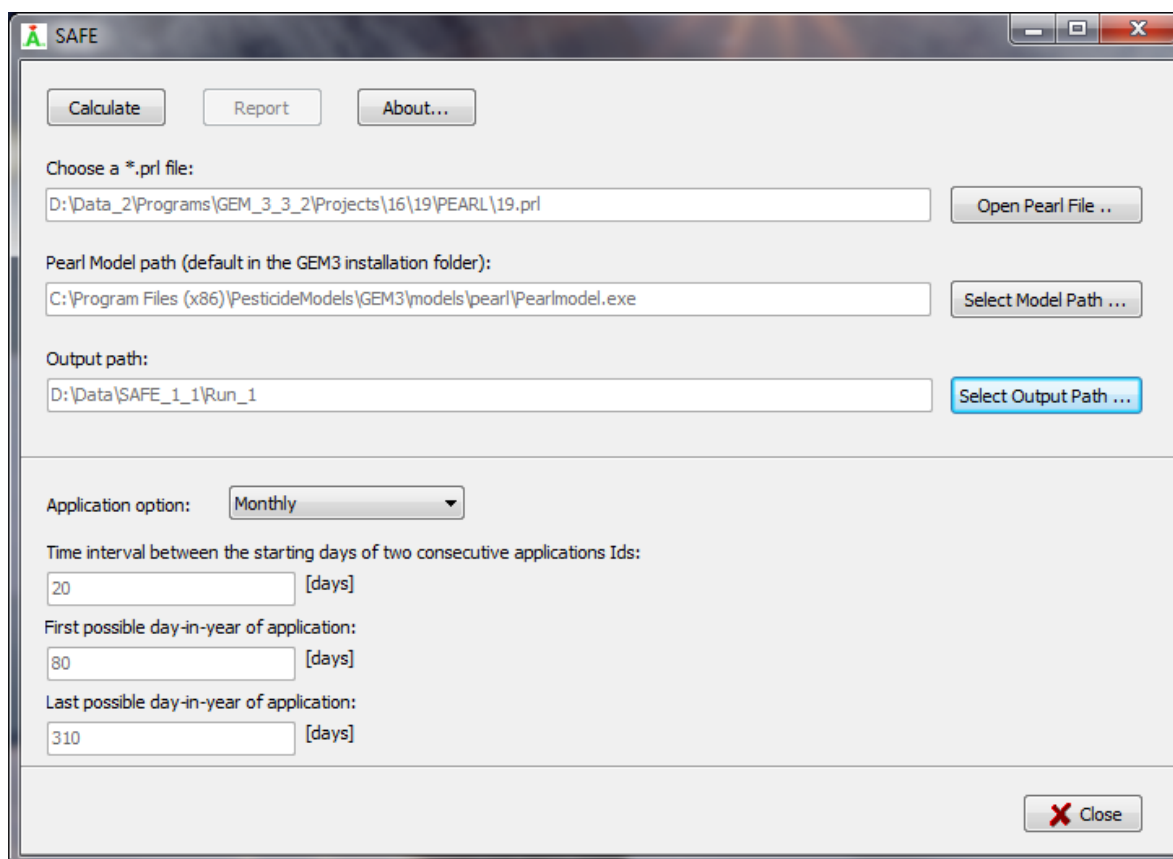 SAFE
Calculate Report About...
Choose a *.prl file:
D:\Data_2\Programs\GEM_3_3_2\Projects\16\19\PEARL\19.prl Open Pearl File ..
Pearl Model path (default in the GEM3 installation folder):
C:\Program Files (x86)\PesticideModels\GEM3\models\pearl\Pearlmodel.exe Select Model Path ...
Output path:
D:\Data\SAFE_1_1\Run_1 Select Output Path ...
Application option: Monthly
Time interval between the starting days of two consecutive applications Ids:
20 [days]
First possible day-in-year of application:
80 [days]
Last possible day-in-year of application:
310 [days]
Close